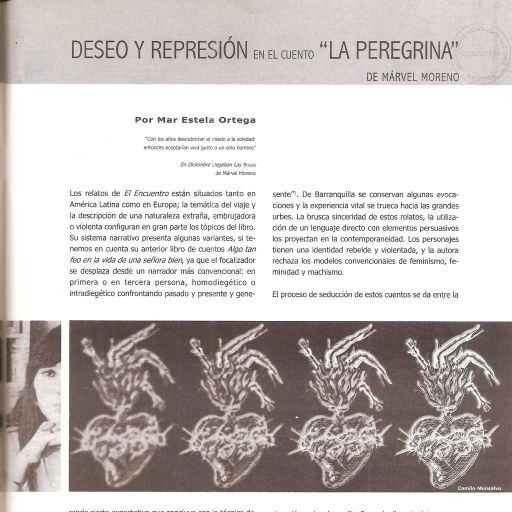 DESEO Y REPRESIÓN EN EL CUENTO “LA PEREGRINA”
DE MÁRVEL MORENO
Por Mar Estela Ortega
"Con los años descubrirían el miedo a la soledad:
entonces aceptarían vivir junto a un solo hombre"
En Diciembre Llegaban Las Brisas
de Márvel Moreno
Los relatos de El Encuentro están situados tanto en
América Latina como en Europa; la temática del viaje y
la descripción de una naturaleza extraña, embrujadora
o violenta configuran en gran parte los tópicos del libro.
Su sistema narrativo presenta algunas variantes, si te-
nemos en cuenta su anterior libro de cuentos Algo tan
feo en la vida de una señora bien, ya que el focalizador
se desplaza desde un narrador más convencional: en
primera o en tercera persona, homodiegético o
intradiegético confrontando pasado y presente y gene-
sente”¹. De Barranquilla se conservan algunas evoca-
ciones y la experiencia vital se trueca hacia las grandes
urbes. La brusca sinceridad de estos relatos, la utiliza-
ción de un lenguaje directo con elementos persuasivos
los proyectan en la contemporaneidad. Los personajes
tienen una identidad rebelde y violentada, y la autora
rechaza los modelos convencionales de feminismo, fe-
minidad y machismo.
El proceso de seducción de estos cuentos se da entre la
Camilo Monsalvo